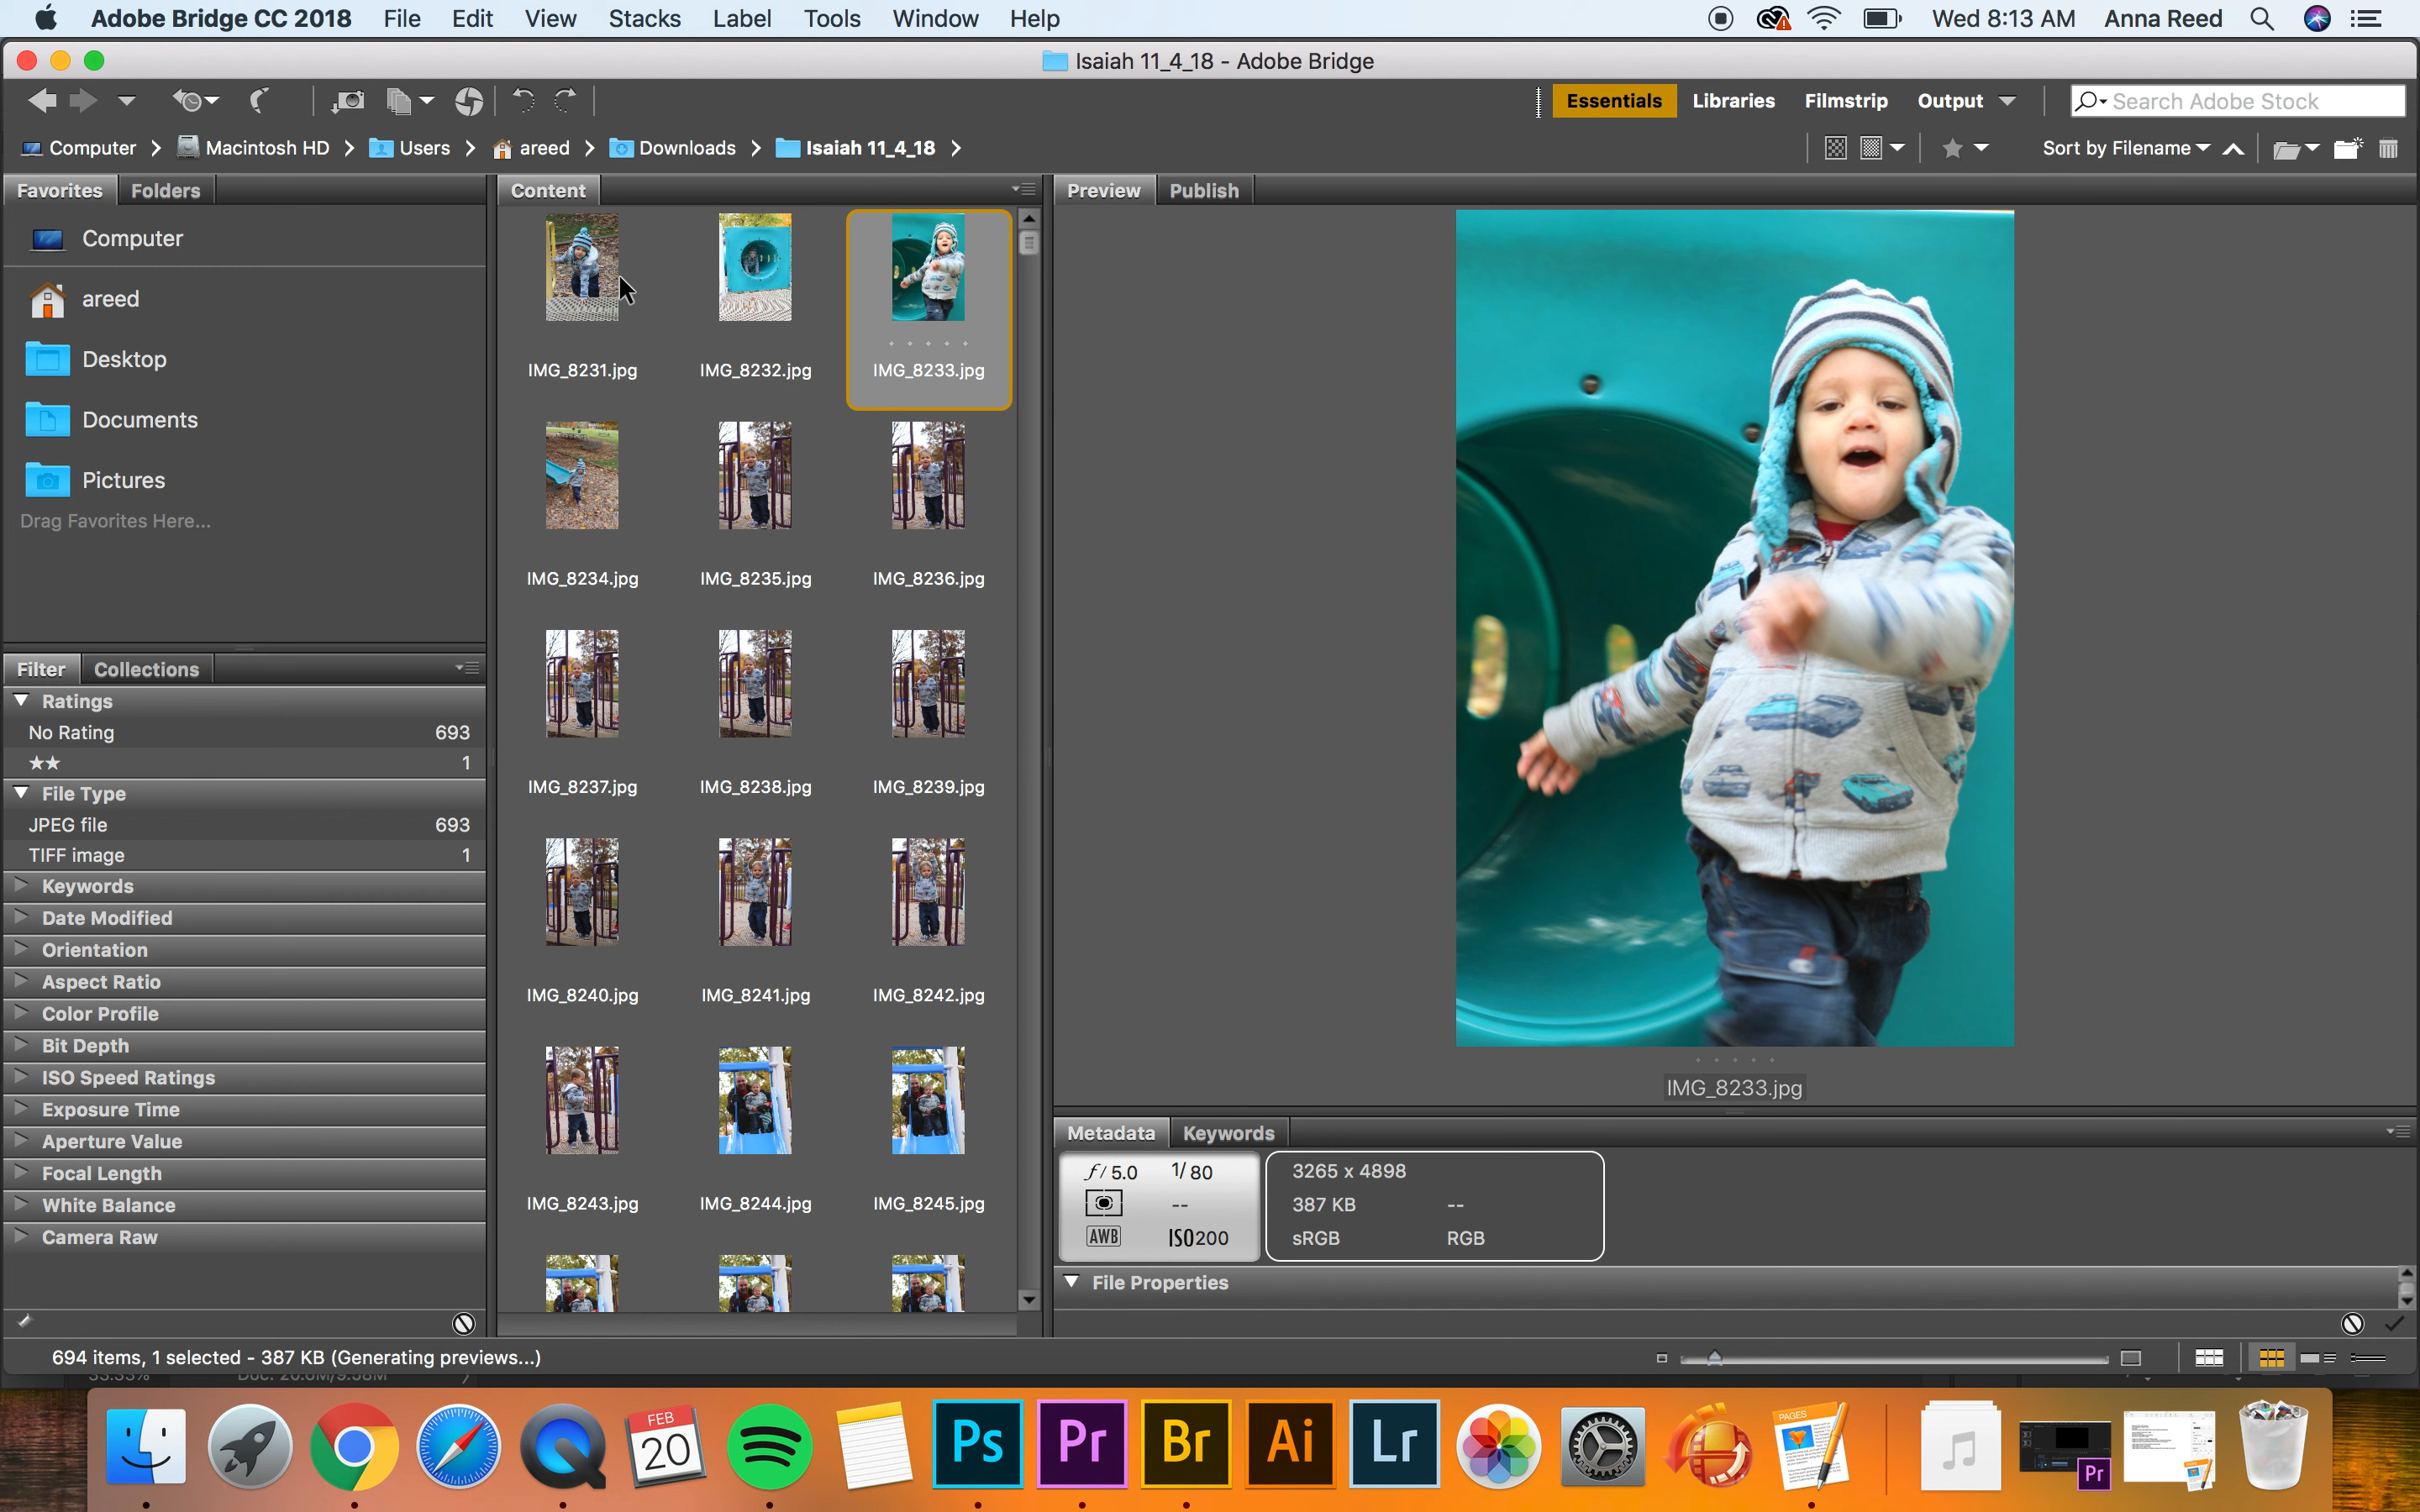 Adobe Bridge CC 2018 File Edit View Stacks Label Tools Window Help Wed 8:13 AM Anna Reed
Isaiah 11_4_18 - Adobe Bridge
Essentials Libraries Filmstrip Output Search Adobe Stock
Computer Macintosh HD Users areed Downloads Isaiah 11_4_18 Sort by Filename
Favorites Folders
Computer
areed
Desktop
Documents
Pictures
Drag Favorites Here...
Filter Collections
Ratings
No Rating 693
★★ 1
File Type
JPEG file 693
TIFF image 1
Keywords
Date Modified
Orientation
Aspect Ratio
Color Profile
Bit Depth
ISO Speed Ratings
Exposure Time
Aperture Value
Focal Length
White Balance
Camera Raw
Content
IMG_8231.jpg IMG_8232.jpg IMG_8233.jpg
IMG_8234.jpg IMG_8235.jpg IMG_8236.jpg
IMG_8237.jpg IMG_8238.jpg IMG_8239.jpg
IMG_8240.jpg IMG_8241.jpg IMG_8242.jpg
IMG_8243.jpg IMG_8244.jpg IMG_8245.jpg
Preview Publish
IMG_8233.jpg
Metadata Keywords
f/ 5.0 1/ 80 3265 x 4898
-- 387 KB --
AWB ISO200 sRGB RGB
File Properties
694 items, 1 selected - 387 KB (Generating previews...)
FEB
20
Ps Pr Br Ai Lr
PAGES
Pr